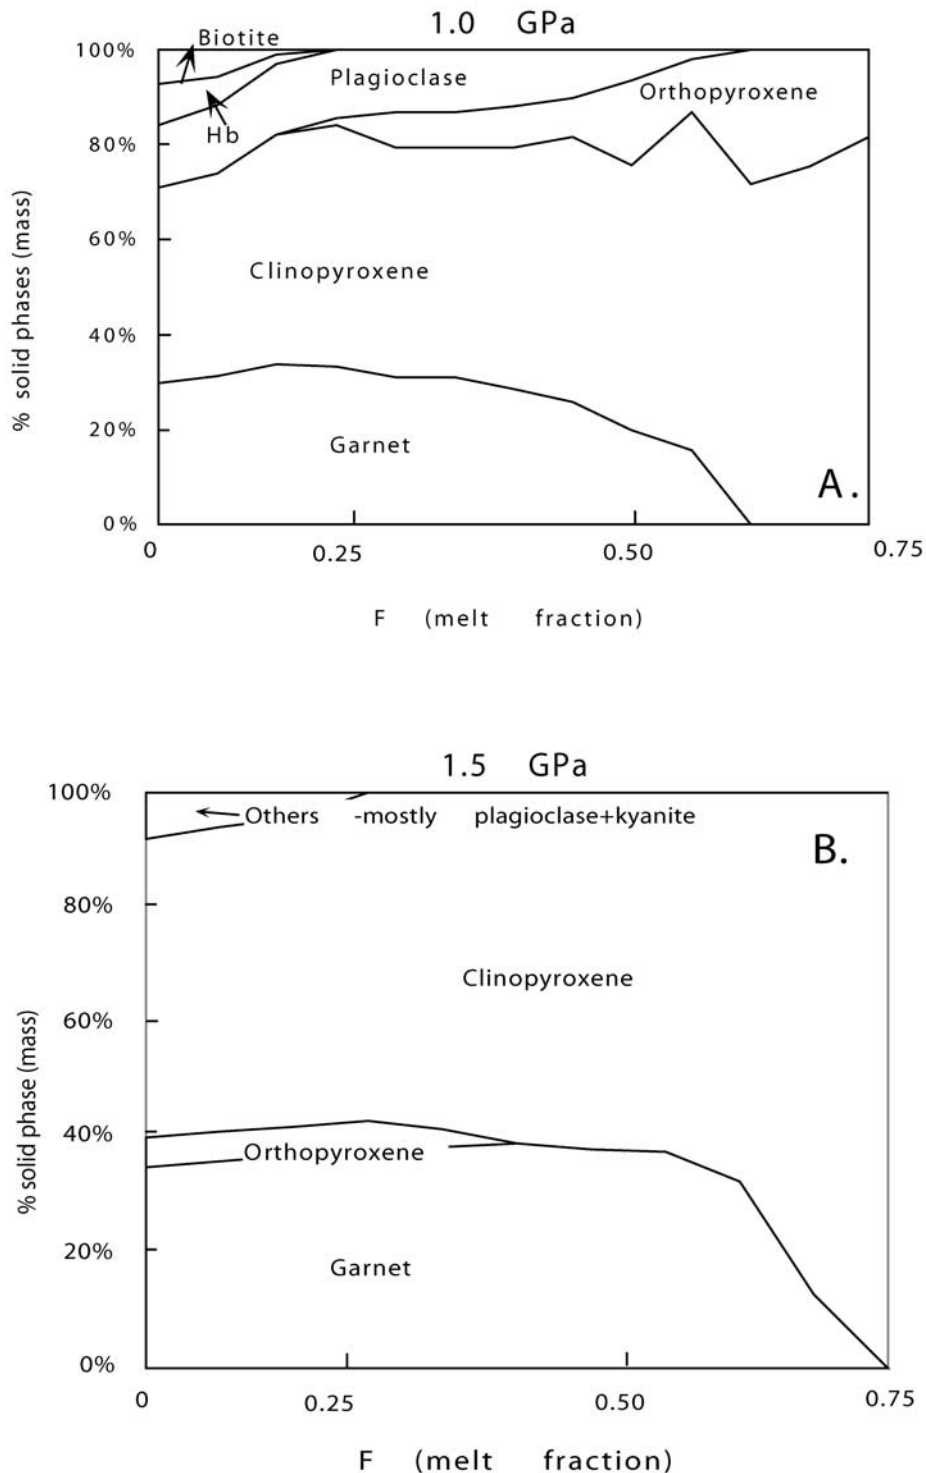 1.0 GPa
100%
Biotite
Plagioclase
Orthopyroxene
Hb
80%
60%
Clinopyroxene
40%
20%
Garnet
A.
0%
% solid phases (mass)
0 0.25 0.50 0.75
F (melt fraction)
1.5 GPa
100%
Others -mostly plagioclase+kyanite
B.
80%
Clinopyroxene
60%
40%
Orthopyroxene
20%
Garnet
0%
% solid phase (mass)
0 0.25 0.50 0.75
F (melt fraction)